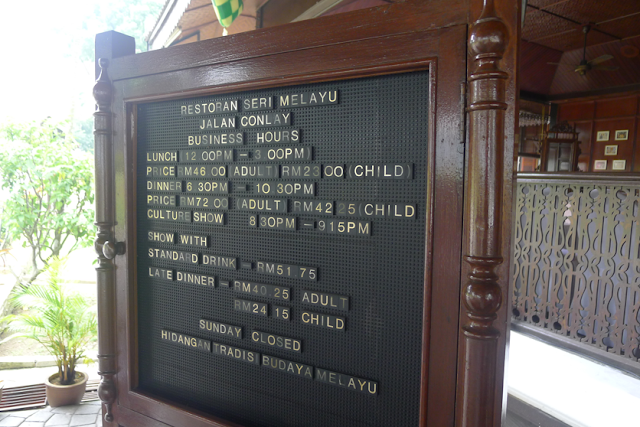 RESTORAN SERI MELAYU
JALAN CONLAY
BUSINESS HOURS
LUNCH (12 00PM — 3 00PM)
PRICE RM46 00 ADULT RM23 00 (CHILD)
DINNER 6 30PM — 10 30PM
PRICE RM72 00 (ADULT RM42 25 (CHILD
CULTURE SHOW 8 30PM — 915PM
SHOW WITH
STANDARD DRINK — RM51.75
LATE DINNER — RM40.25 ADULT
RM24 15 CHILD
SUNDAY CLOSED
HIDANGAN TRADISI BUDAYA MELAYU